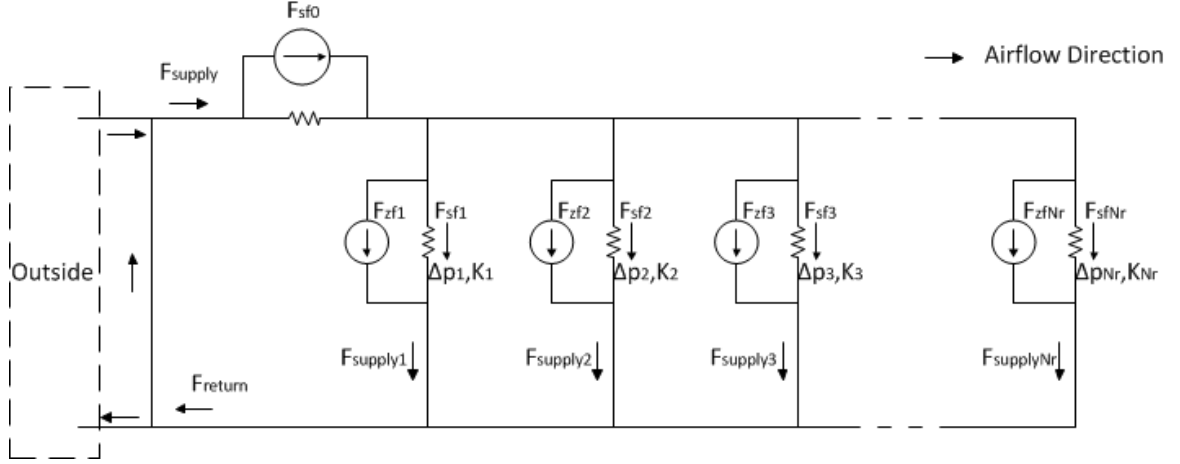 Fsf0
Fsupply
Airflow Direction
Fzf1 Fsf1 Fzf2 Fsf2 Fzf3 Fsf3 FzfNr FsfNr
Outside
Δp1,K1 Δp2,K2 Δp3,K3 ΔpNr,KNr
Fsupply1 Fsupply2 Fsupply3 FsupplyNr
Freturn